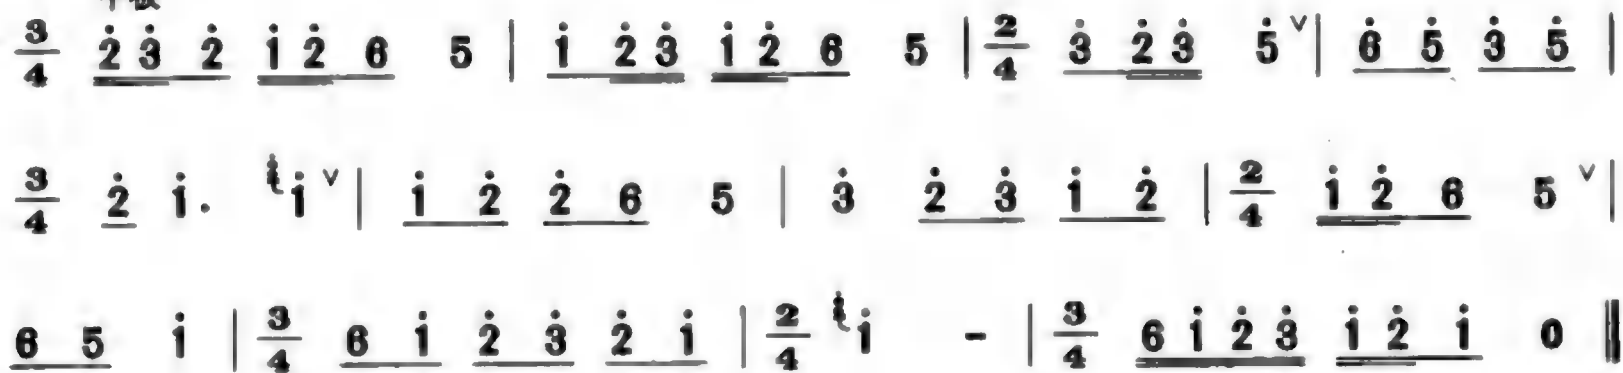 3/4 2̇3̇ 2̇ 1̇2̇ 6 5 | 1̇ 2̇3̇ 1̇2̇ 6 5 | 2/4 3̇ 2̇3̇ 5̇ ∨ | 6̇ 5̇ 3̇ 5̇ |
3/4 2̇ 1̇. 1̇ ∨ | 1̇ 2̇ 2̇ 6 5 | 3̇ 2̇ 3̇ 1̇ 2̇ | 2/4 1̇2̇ 6 5 ∨ |
6 5 1̇ | 3/4 6 1̇ 2̇ 3̇ 2̇ 1̇ | 2/4 1̇ - | 3/4 6 1̇ 2̇ 3̇ 1̇ 2̇ 1̇ 0 ‖